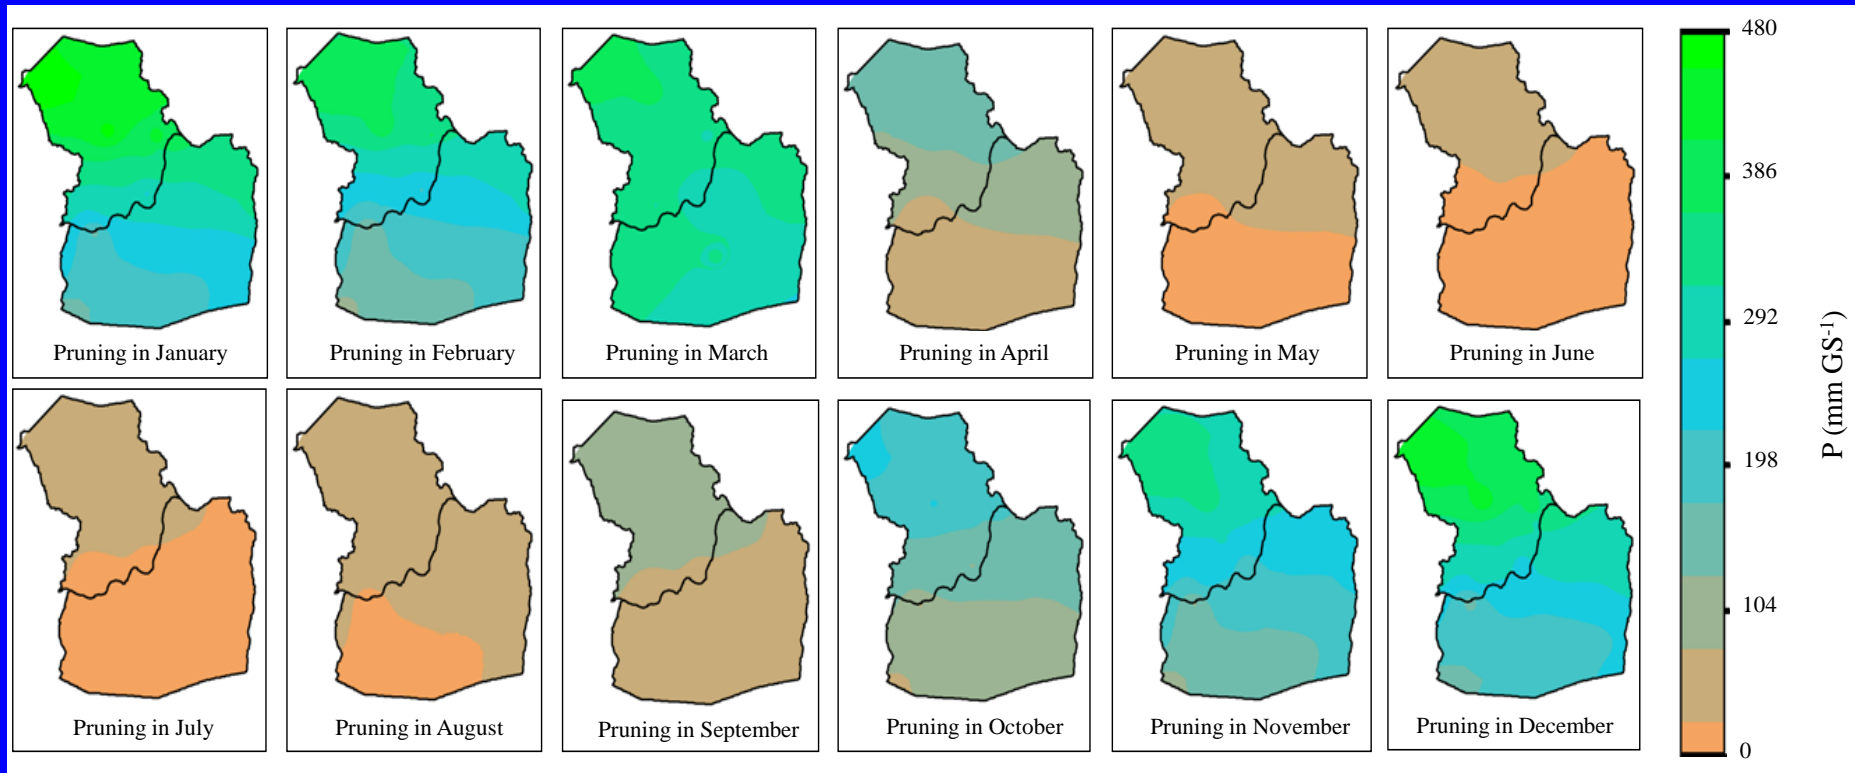 Pruning in January
Pruning in February
Pruning in March
Pruning in April
Pruning in May
Pruning in June
Pruning in July
Pruning in August
Pruning in September
Pruning in October
Pruning in November
Pruning in December
480
386
292
198
104
0
P (mm GS⁻¹)